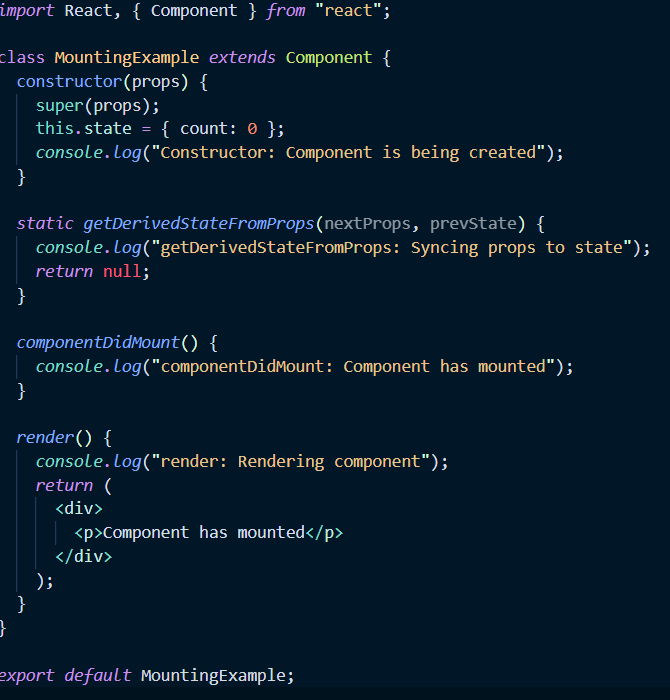 import React, { Component } from "react";
class MountingExample extends Component {
constructor(props) {
super(props);
this.state = { count: 0 };
console.log("Constructor: Component is being created");
}
static getDerivedStateFromProps(nextProps, prevState) {
console.log("getDerivedStateFromProps: Syncing props to state");
return null;
}
componentDidMount() {
console.log("componentDidMount: Component has mounted");
}
render() {
console.log("render: Rendering component");
return (
<div>
<p>Component has mounted</p>
</div>
);
}
}
export default MountingExample;